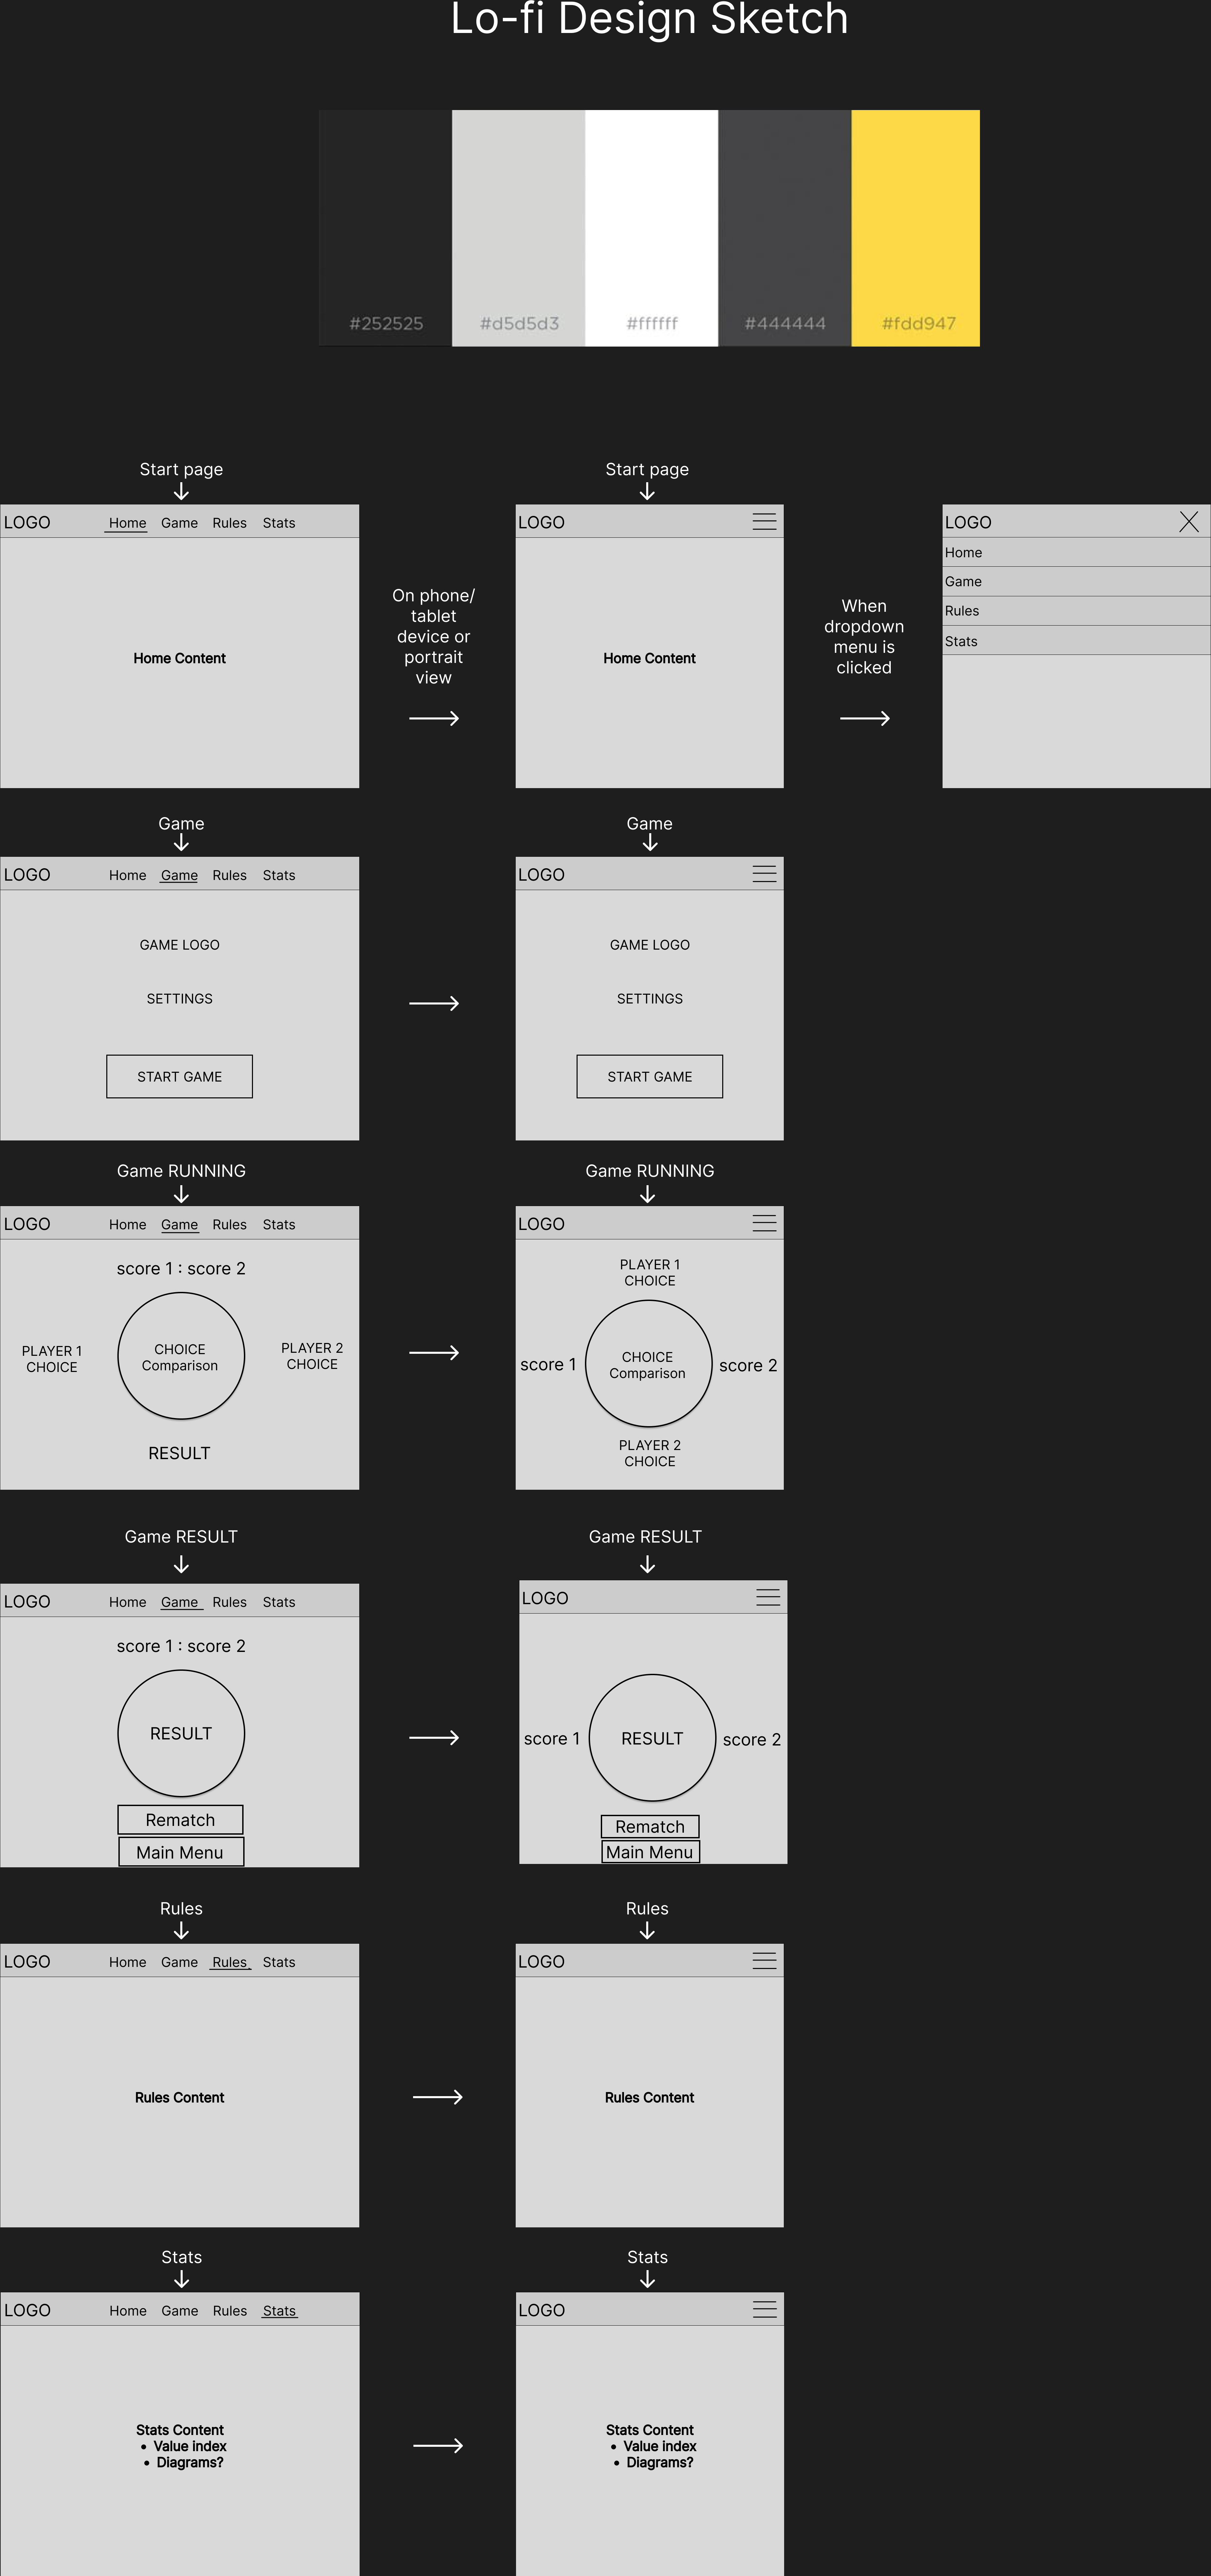 Lo-fi Design Sketch
#252525 #d5d5d3 #ffffff #444444 #fdd947
Start page
LOGO Home Game Rules Stats
Home Content
On phone/
tablet
device or
portrait
view
Start page
LOGO
Home Content
When
dropdown
menu is
clicked
LOGO
Home
Game
Rules
Stats
Game
LOGO Home Game Rules Stats
GAME LOGO
SETTINGS
START GAME
Game
LOGO
GAME LOGO
SETTINGS
START GAME
Game RUNNING
LOGO Home Game Rules Stats
score 1 : score 2
PLAYER 1
CHOICE
CHOICE
Comparison
PLAYER 2
CHOICE
RESULT
Game RUNNING
LOGO
PLAYER 1
CHOICE
score 1
CHOICE
Comparison
score 2
PLAYER 2
CHOICE
Game RESULT
LOGO Home Game Rules Stats
score 1 : score 2
RESULT
Rematch
Main Menu
Game RESULT
LOGO
score 1 RESULT score 2
Rematch
Main Menu
Rules
LOGO Home Game Rules Stats
Rules Content
Rules
LOGO
Rules Content
Stats
LOGO Home Game Rules Stats
Stats Content
• Value index
• Diagrams?
Stats
LOGO
Stats Content
• Value index
• Diagrams?